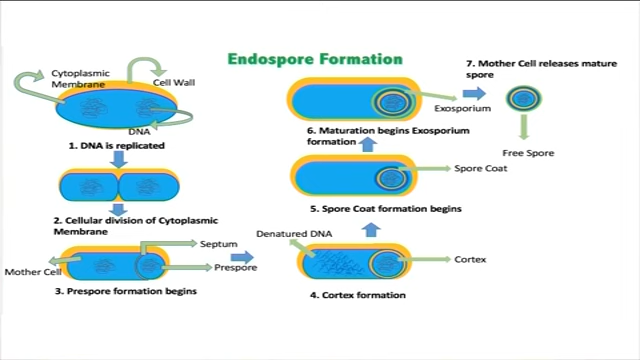 Endospore Formation
Cytoplasmic
Membrane
Cell Wall
DNA
1. DNA is replicated
2. Cellular division of Cytoplasmic
Membrane
Septum
Mother Cell
Prespore
3. Prespore formation begins
Denatured DNA
Cortex
4. Cortex formation
Spore Coat
5. Spore Coat formation begins
Exosporium
6. Maturation begins Exosporium
formation
7. Mother Cell releases mature
spore
Free Spore